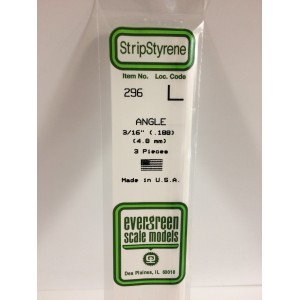 StripStyrene
Item No. Loc. Code
296 L
ANGLE
3/16" (.188)
(4.8 mm)
3 Pieces
Made in U.S.A.
evergreen
scale models
Des Plaines, IL 60018